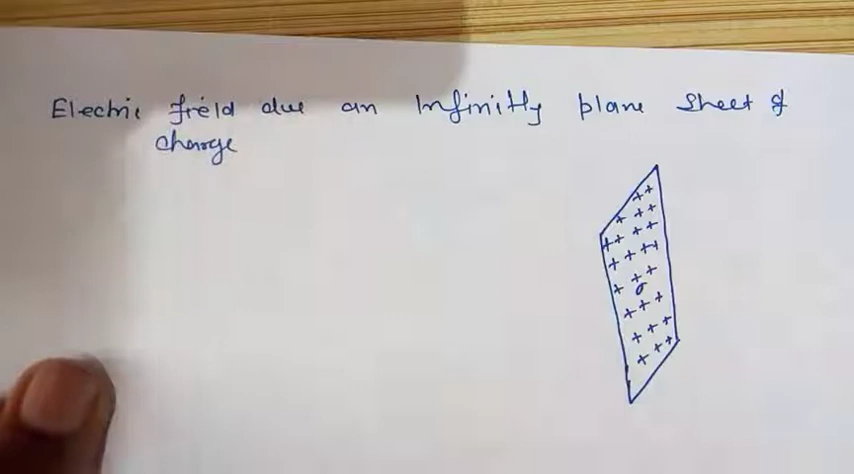 Electric field due an Infinitly plane sheet of
charge
+ +
+ +
+ + +
+ + + +
+ + + +
+ +
+ σ
+ + +
+ + +
+ + +